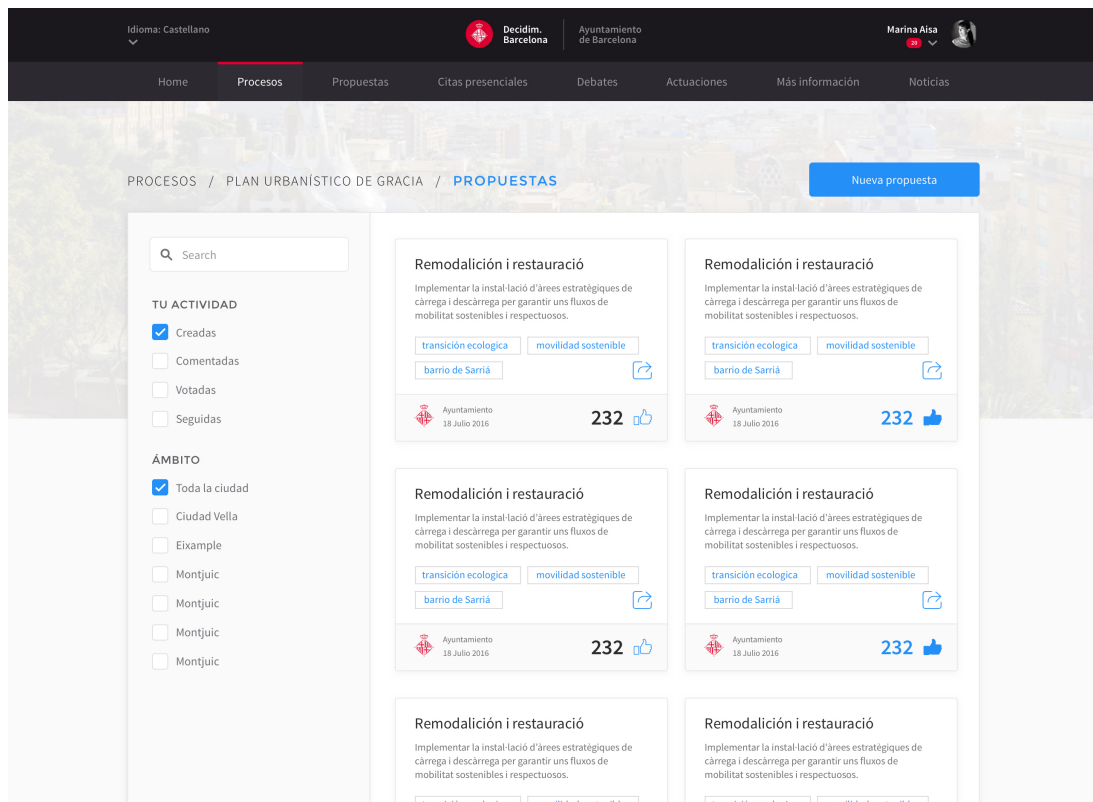 Idioma: Castellano
Decidim.
Barcelona
Ayuntamiento
de Barcelona
Marina Aisa
20
Home Procesos Propuestas Citas presenciales Debates Actuaciones Más información Noticias
PROCESOS / PLAN URBANÍSTICO DE GRACIA / PROPUESTAS
Nueva propuesta
Search
TU ACTIVIDAD
Creadas
Comentadas
Votadas
Seguidas
ÁMBITO
Toda la ciudad
Ciudad Vella
Eixample
Montjuic
Montjuic
Montjuic
Montjuic
Remodalición i restauració
Implementar la instal·lació d'àrees estratègiques de
càrrega i descàrrega per garantir uns fluxos de
mobilitat sostenibles i respectuosos.
transición ecologica movilidad sostenible
barrio de Sarriá
Ayuntamiento
18 Julio 2016
232
Remodalición i restauració
Implementar la instal·lació d'àrees estratègiques de
càrrega i descàrrega per garantir uns fluxos de
mobilitat sostenibles i respectuosos.
transición ecologica movilidad sostenible
barrio de Sarriá
Ayuntamiento
18 Julio 2016
232
Remodalición i restauració
Implementar la instal·lació d'àrees estratègiques de
càrrega i descàrrega per garantir uns fluxos de
mobilitat sostenibles i respectuosos.
transición ecologica movilidad sostenible
barrio de Sarriá
Ayuntamiento
18 Julio 2016
232
Remodalición i restauració
Implementar la instal·lació d'àrees estratègiques de
càrrega i descàrrega per garantir uns fluxos de
mobilitat sostenibles i respectuosos.
transición ecologica movilidad sostenible
barrio de Sarriá
Ayuntamiento
18 Julio 2016
232
Remodalición i restauració
Implementar la instal·lació d'àrees estratègiques de
càrrega i descàrrega per garantir uns fluxos de
mobilitat sostenibles i respectuosos.
Remodalición i restauració
Implementar la instal·lació d'àrees estratègiques de
càrrega i descàrrega per garantir uns fluxos de
mobilitat sostenibles i respectuosos.